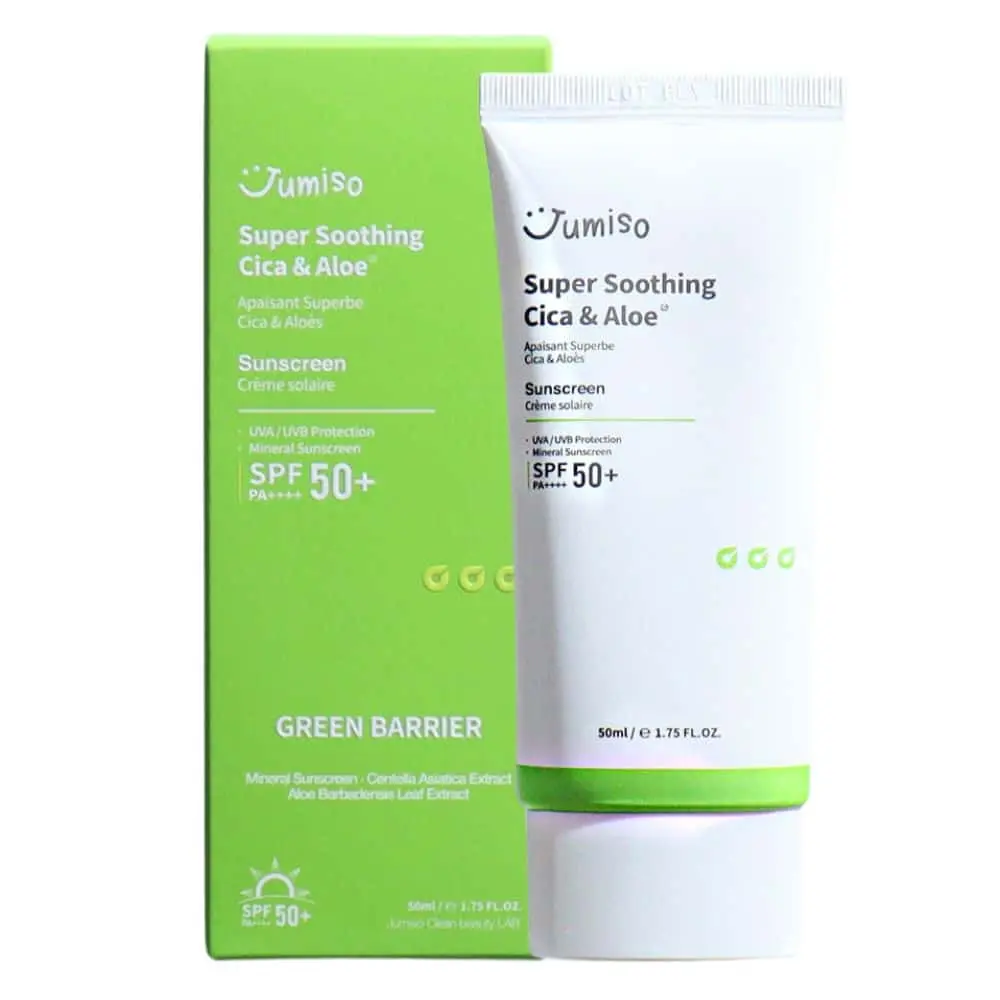 Jumiso
Super Soothing
Cica & Aloe
Apaisant Superbe
Cica & Aloès
Sunscreen
Crème solaire
· UVA/UVB Protection
· Mineral Sunscreen
SPF 50+
PA++++
GREEN BARRIER
Mineral Sunscreen · Centella Asiatica Extract
Aloe Barbadensis Leaf Extract
SPF 50+
PA++++
50ml / ℮ 1.75 FL.OZ.
Jumiso Clean beauty LAB
LOT
Jumiso
Super Soothing
Cica & Aloe
Apaisant Superbe
Cica & Aloès
Sunscreen
Crème solaire
· UVA/UVB Protection
· Mineral Sunscreen
SPF 50+
PA++++
50ml / ℮ 1.75 FL.OZ.